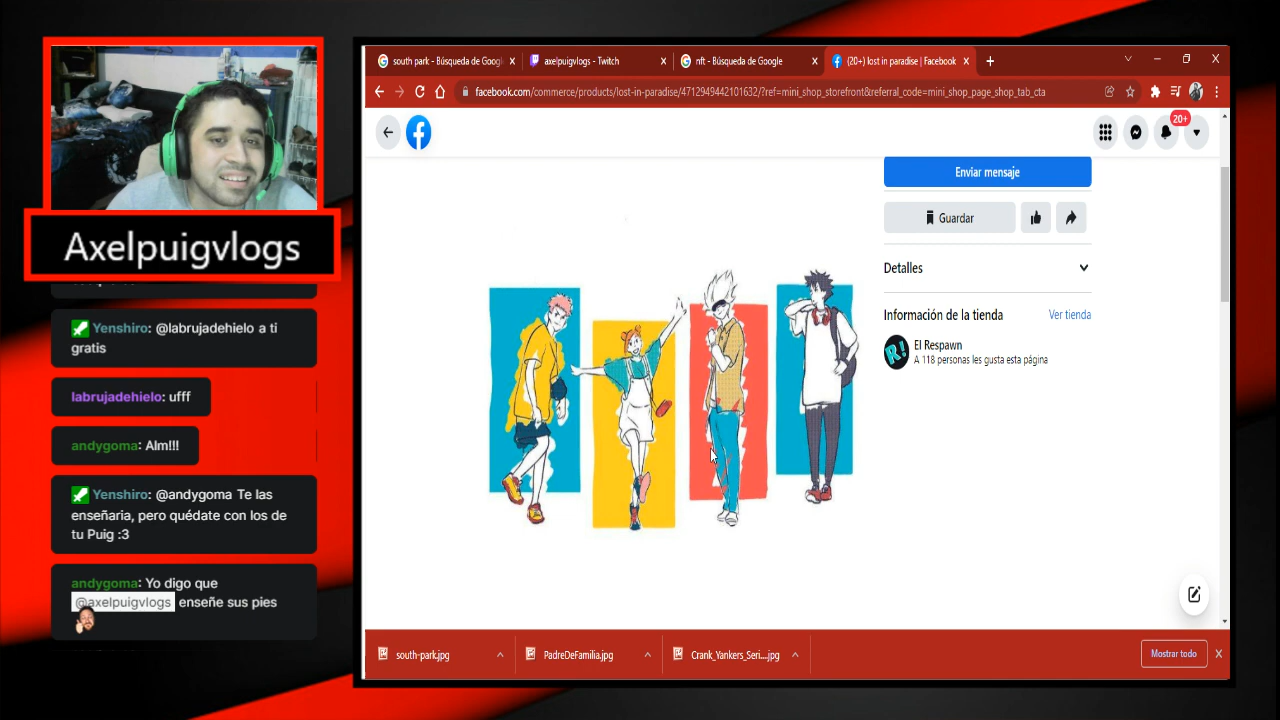 Axelpuigvlogs
Yenshiro: @labrujadehielo a ti
gratis
labrujadehielo: ufff
andygoma: Alm!!!
Yenshiro: @andygoma Te las
enseñaria, pero quédate con los de
tu Puig :3
andygoma: Yo digo que
@axelpuigvlogs enseñe sus pies
south park - Búsqueda de Googl
axelpuigvlogs - Twitch
nft - Búsqueda de Google
(20+) lost in paradise | Facebook
facebook.com/commerce/products/lost-in-paradise/4712949442101632/?ref=mini_shop_storefront&referral_code=mini_shop_page_shop_tab_cta
20+
Enviar mensaje
Guardar
Detalles
Información de la tienda
Ver tienda
R!
El Respawn
A 118 personas les gusta esta página
south-park.jpg
PadreDeFamilia.jpg
Crank_Yankers_Seri....jpg
Mostrar todo